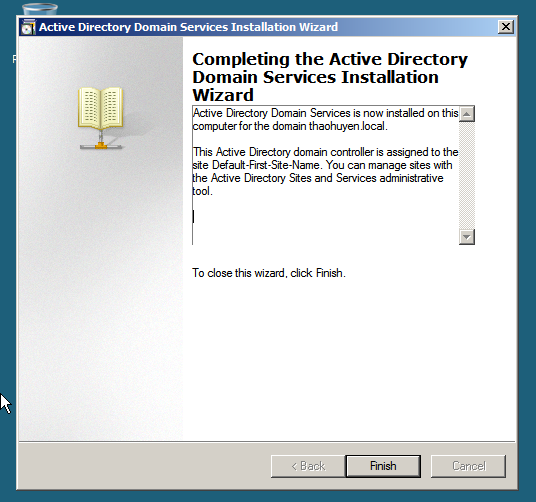 Active Directory Domain Services Installation Wizard
Completing the Active Directory
Domain Services Installation
Wizard
Active Directory Domain Services is now installed on this
computer for the domain thaohuyen.local.
This Active Directory domain controller is assigned to the
site Default-First-Site-Name. You can manage sites with
the Active Directory Sites and Services administrative
tool.
To close this wizard, click Finish.
< Back
Finish
Cancel